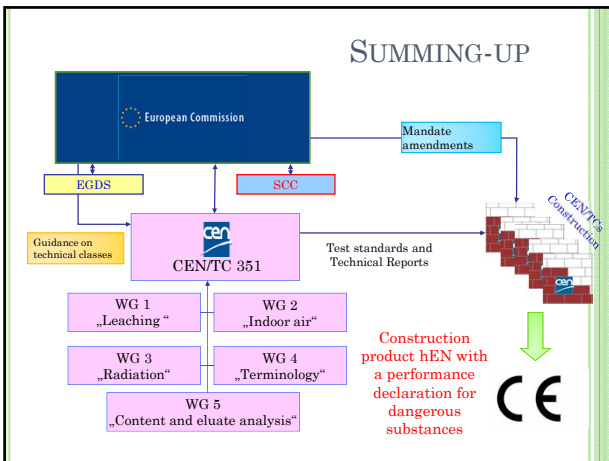 SUMMING-UP
European Commission
Mandate
amendments
EGDS
SCC
CEN/TC's
Construction
Guidance on
technical classes
cen
CEN/TC 351
Test standards and
Technical Reports
WG 1
„Leaching “
WG 2
„Indoor air“
WG 3
„Radiation“
WG 4
„Terminology“
WG 5
„Content and eluate analysis“
Construction
product hEN with
a performance
declaration for
dangerous
substances
cen
CE